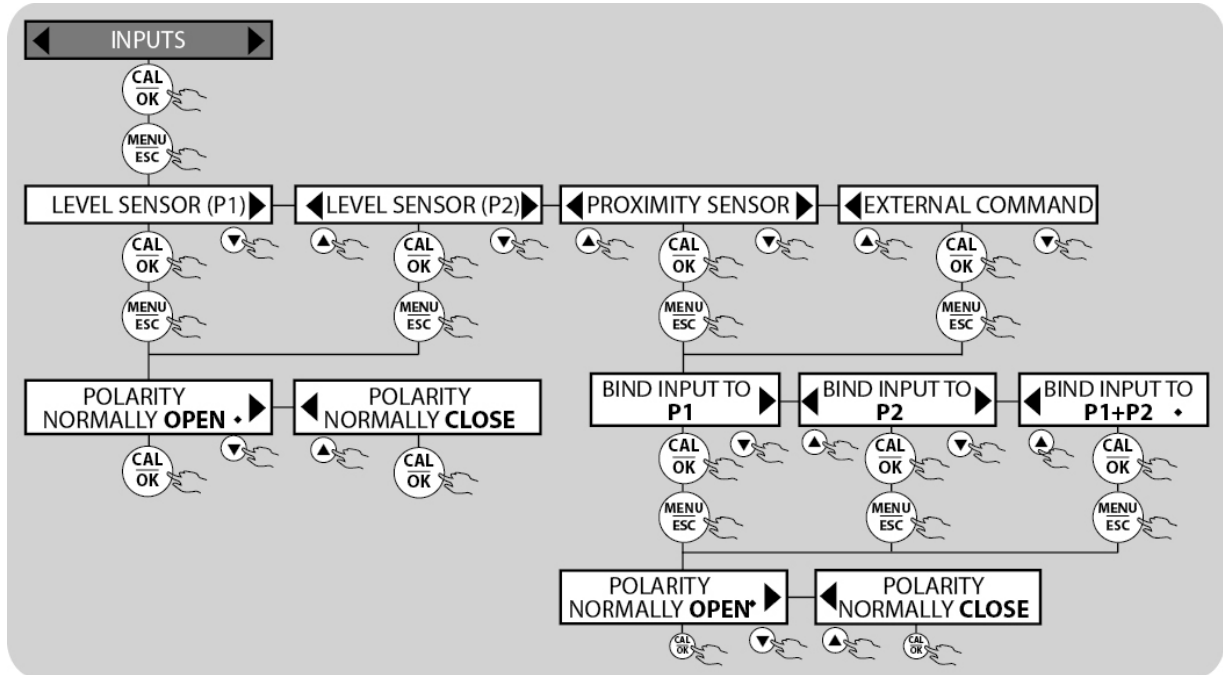 INPUTS
CAL
OK
MENU
ESC
LEVEL SENSOR (P1)
LEVEL SENSOR (P2)
PROXIMITY SENSOR
EXTERNAL COMMAND
CAL
OK
CAL
OK
CAL
OK
CAL
OK
MENU
ESC
MENU
ESC
MENU
ESC
MENU
ESC
POLARITY
NORMALLY OPEN
POLARITY
NORMALLY CLOSE
BIND INPUT TO
P1
BIND INPUT TO
P2
BIND INPUT TO
P1+P2
CAL
OK
CAL
OK
CAL
OK
CAL
OK
CAL
OK
MENU
ESC
MENU
ESC
MENU
ESC
POLARITY
NORMALLY OPEN
POLARITY
NORMALLY CLOSE
CAL
OK
CAL
OK